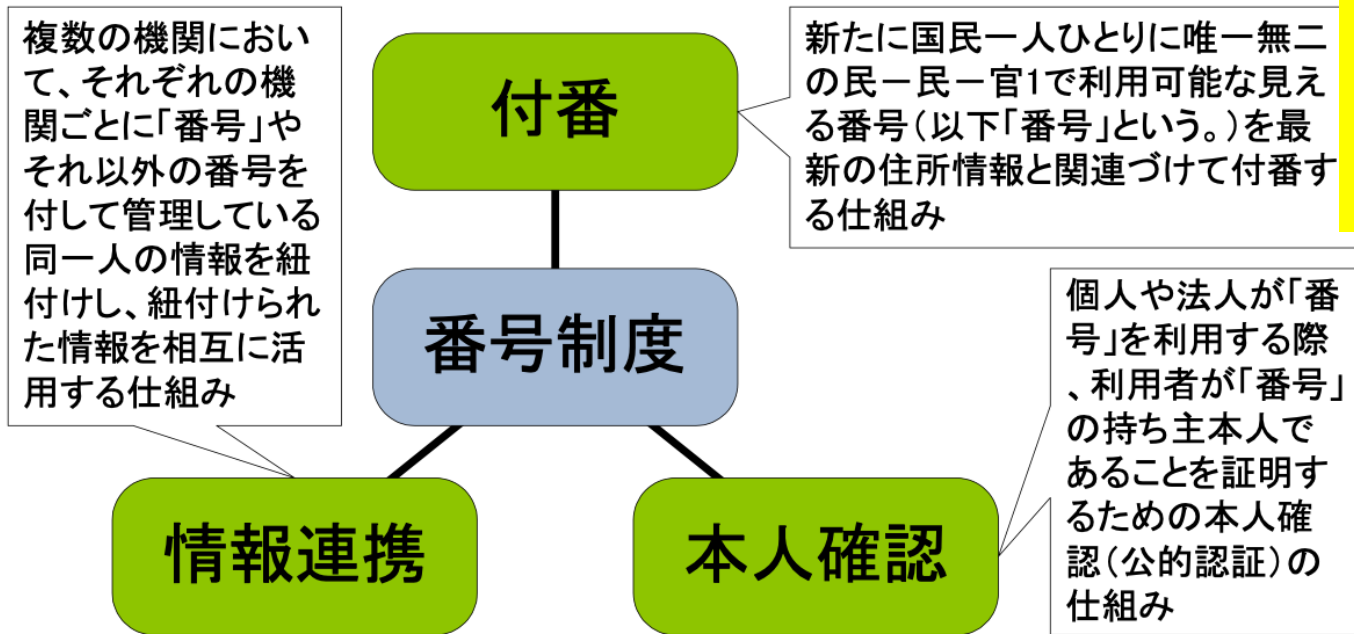 複数の機関におい
て、それぞれの機
関ごとに「番号」や
それ以外の番号を
付して管理している
同一人の情報を紐
付けし、紐付けられ
た情報を相互に活
用する仕組み
付番
新たに国民一人ひとりに唯一無二
の民－民－官1で利用可能な見え
る番号（以下「番号」という。）を最
新の住所情報と関連づけて付番す
る仕組み
番号制度
個人や法人が「番
号」を利用する際
、利用者が「番号」
の持ち主本人で
あることを証明す
るための本人確
認（公的認証）の
仕組み
情報連携
本人確認